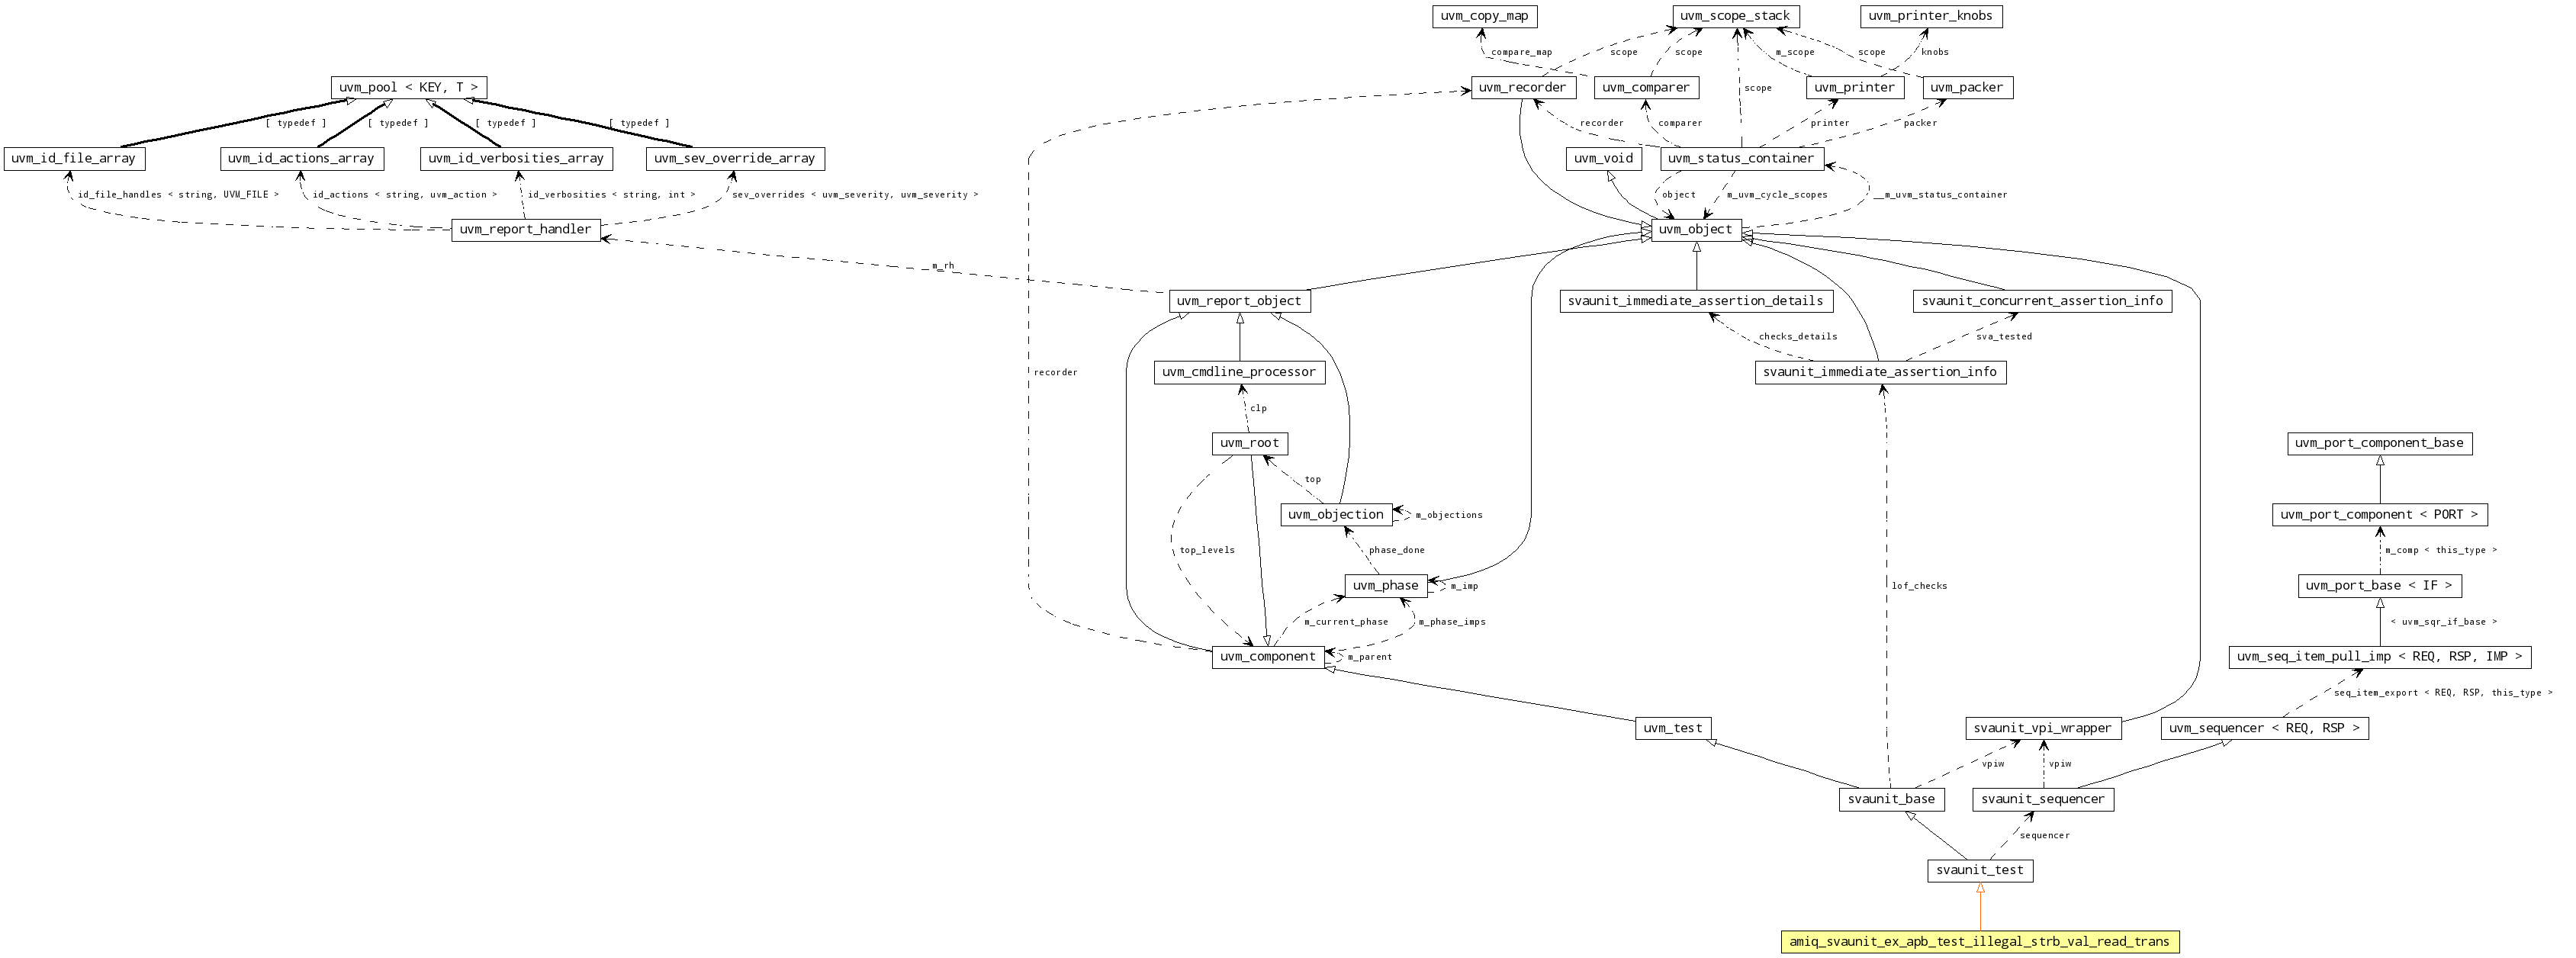 uvm_copy_map
uvm_scope_stack
uvm_printer_knobs
compare_map
scope
scope
m_scope
scope
knobs
uvm_pool < KEY, T >
uvm_recorder
uvm_comparer
scope
uvm_printer
uvm_packer
[ typedef ]
[ typedef ]
[ typedef ]
[ typedef ]
recorder
comparer
printer
packer
uvm_id_file_array
uvm_id_actions_array
uvm_id_verbosities_array
uvm_sev_override_array
uvm_void
uvm_status_container
id_file_handles < string, UVM_FILE >
id_actions < string, uvm_action >
id_verbosities < string, int >
sev_overrides < uvm_severity, uvm_severity >
object
m_uvm_cycle_scopes
__m_uvm_status_container
uvm_report_handler
uvm_object
m_rh
uvm_report_object
svaunit_immediate_assertion_details
svaunit_concurrent_assertion_info
checks_details
sva_tested
recorder
uvm_cmdline_processor
svaunit_immediate_assertion_info
clp
uvm_root
uvm_port_component_base
top
uvm_objection
m_objections
uvm_port_component < PORT >
top_levels
phase_done
m_comp < this_type >
uvm_phase
m_imp
lof_checks
uvm_port_base < IF >
m_current_phase
m_phase_imps
< uvm_sqr_if_base >
uvm_component
m_parent
uvm_seq_item_pull_imp < REQ, RSP, IMP >
seq_item_export < REQ, RSP, this_type >
uvm_test
svaunit_vpi_wrapper
uvm_sequencer < REQ, RSP >
vpiw
vpiw
svaunit_base
svaunit_sequencer
sequencer
svaunit_test
amiq_svaunit_ex_apb_test_illegal_strb_val_read_trans